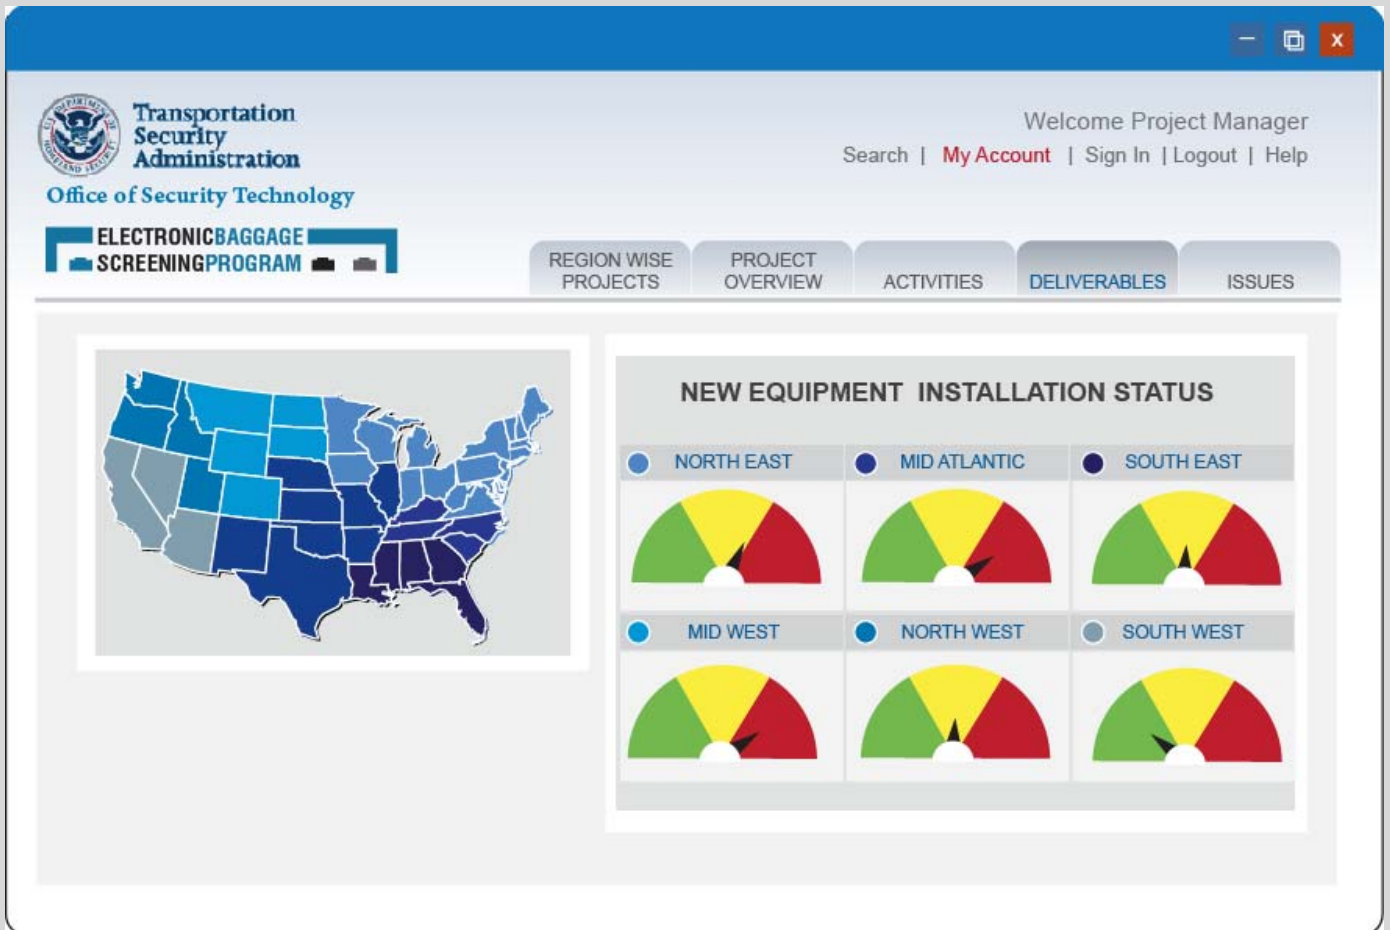 x
Transportation
Security
Administration
Office of Security Technology
ELECTRONICBAGGAGE
SCREENINGPROGRAM
Welcome Project Manager
Search | My Account | Sign In | Logout | Help
REGION WISE
PROJECTS
PROJECT
OVERVIEW
ACTIVITIES
DELIVERABLES
ISSUES
NEW EQUIPMENT INSTALLATION STATUS
NORTH EAST
MID ATLANTIC
SOUTH EAST
MID WEST
NORTH WEST
SOUTH WEST